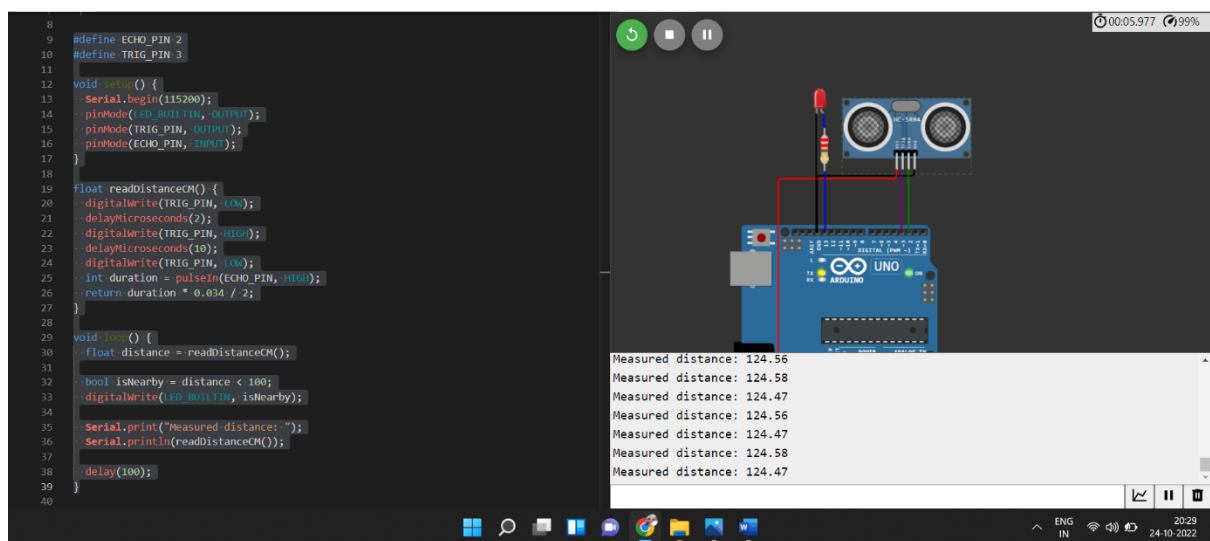 8
9 #define ECHO_PIN 2
10 #define TRIG_PIN 3
11
12 void setup() {
13 Serial.begin(115200);
14 pinMode(LED_BUILTIN, OUTPUT);
15 pinMode(TRIG_PIN, OUTPUT);
16 pinMode(ECHO_PIN, INPUT);
17 }
18
19 float readDistanceCM() {
20 digitalWrite(TRIG_PIN, LOW);
21 delayMicroseconds(2);
22 digitalWrite(TRIG_PIN, HIGH);
23 delayMicroseconds(10);
24 digitalWrite(TRIG_PIN, LOW);
25 int duration = pulseIn(ECHO_PIN, HIGH);
26 return duration * 0.034 / 2;
27 }
28
29 void loop() {
30 float distance = readDistanceCM();
31
32 bool isNearby = distance < 100;
33 digitalWrite(LED_BUILTIN, isNearby);
34
35 Serial.print("Measured distance: ");
36 Serial.println(readDistanceCM());
37
38 delay(100);
39 }
40
00:05.977 99%
HC-SR04
AREF
GND
13
12
DIGITAL (PWM ~)
L
TX
RX
UNO
ON
ARDUINO
POWER ANALOG IN
Measured distance: 124.56
Measured distance: 124.58
Measured distance: 124.47
Measured distance: 124.56
Measured distance: 124.47
Measured distance: 124.58
Measured distance: 124.47
ENG
IN
20:29
24-10-2022